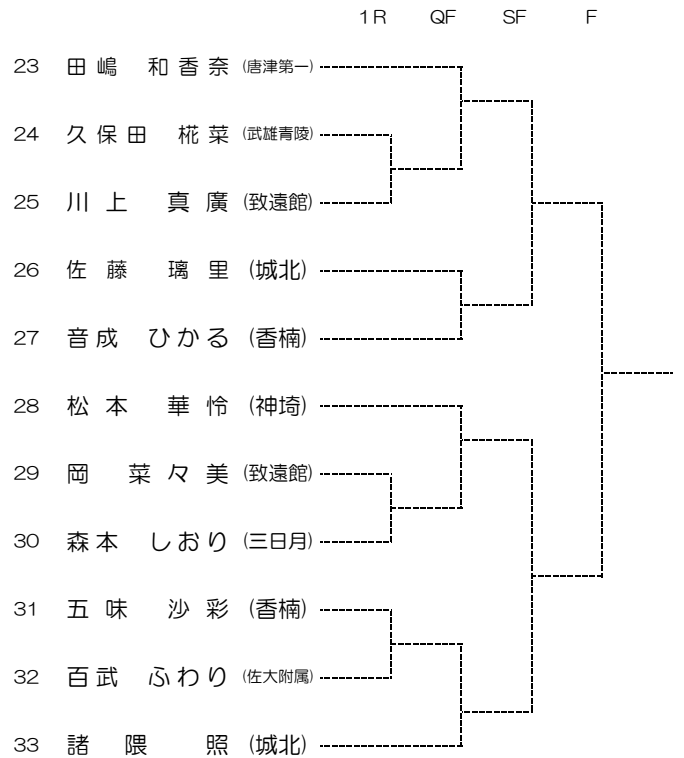 1R QF SF F
23 田嶋 和香奈 (唐津第一)
24 久保田 椛菜 (武雄青陵)
25 川上 真廣 (致遠館)
26 佐藤 璃里 (城北)
27 音成 ひかる (香楠)
28 松本 華怜 (神埼)
29 岡 菜々美 (致遠館)
30 森本 しおり (三日月)
31 五味 沙彩 (香楠)
32 百武 ふわり (佐大附属)
33 諸隈 照 (城北)